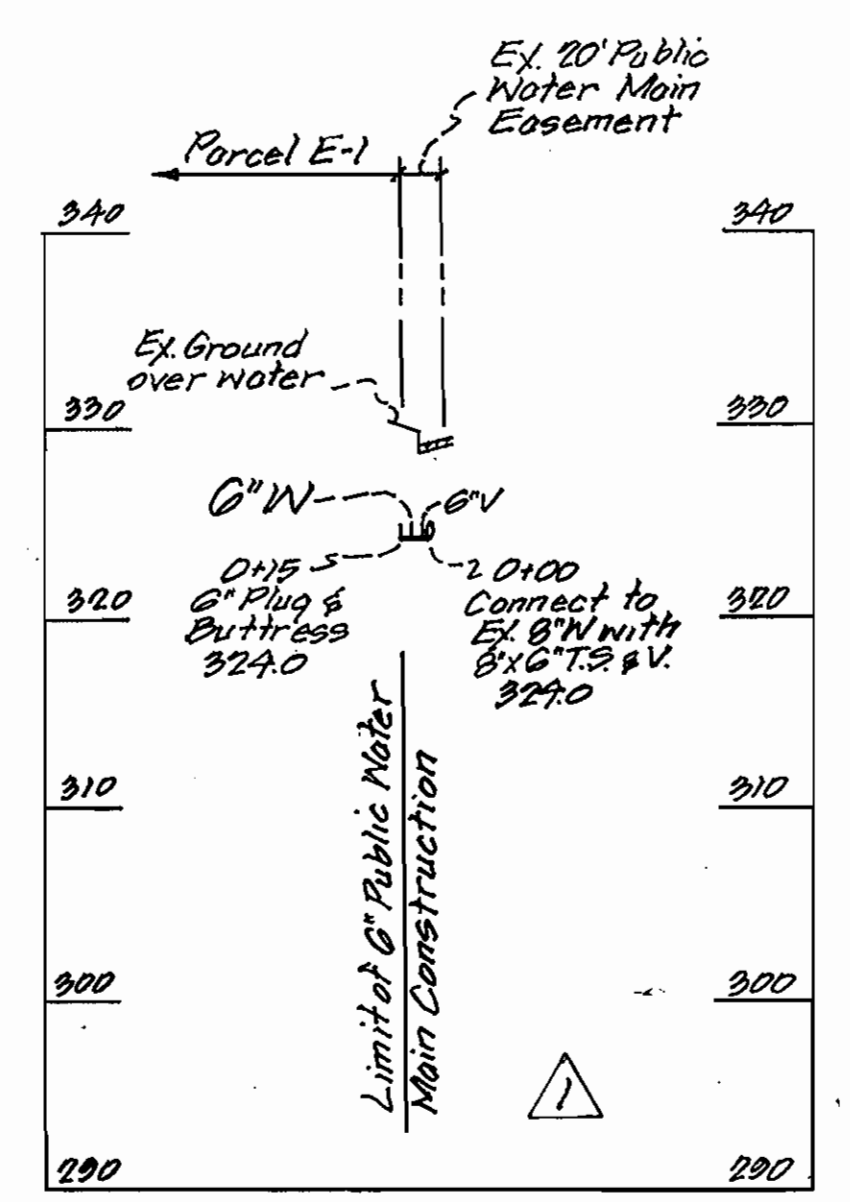 Ex. 20' Public
Water Main
Easement
Parcel E-1
340
340
Ex. Ground
over water
330
330
6"W
6"V
0+15
6" Plug &
Buttress
324.0
0+00
Connect to
Ex. 8"W with
8"x6" T.S. & V.
324.0
320
320
Limit of 6" Public Water
Main Construction
310
310
300
300
1
290
290